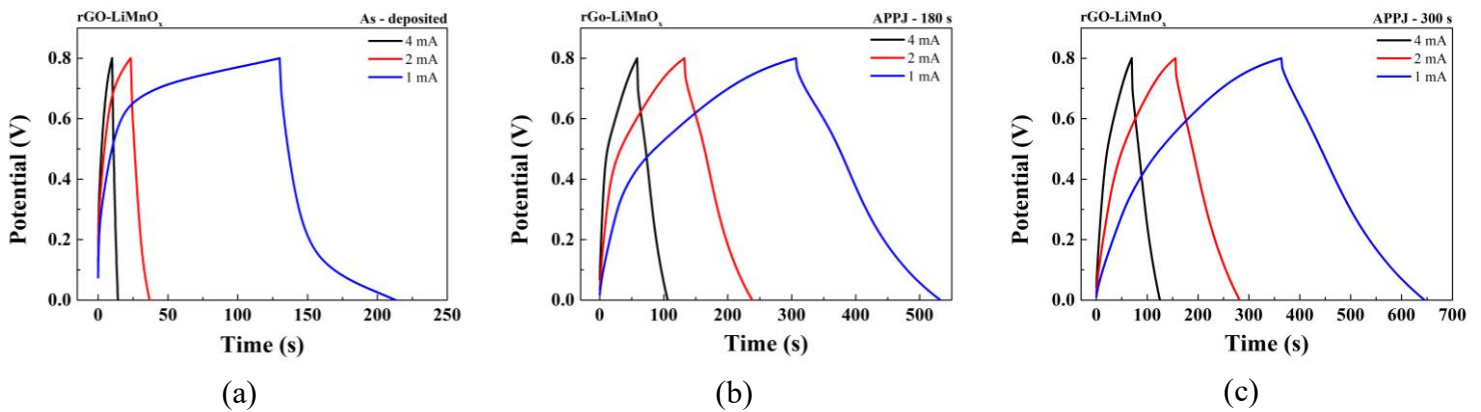 rGO-LiMnOx As - deposited
4 mA
2 mA
1 mA
Potential (V)
0.8
0.6
0.4
0.2
0.0
0 50 100 150 200 250
Time (s)
(a)
rGo-LiMnOx APPJ - 180 s
4 mA
2 mA
1 mA
Potential (V)
0.8
0.6
0.4
0.2
0.0
0 100 200 300 400 500
Time (s)
(b)
rGO-LiMnOx APPJ - 300 s
4 mA
2 mA
1 mA
Potential (V)
0.8
0.6
0.4
0.2
0.0
0 100 200 300 400 500 600 700
Time (s)
(c)